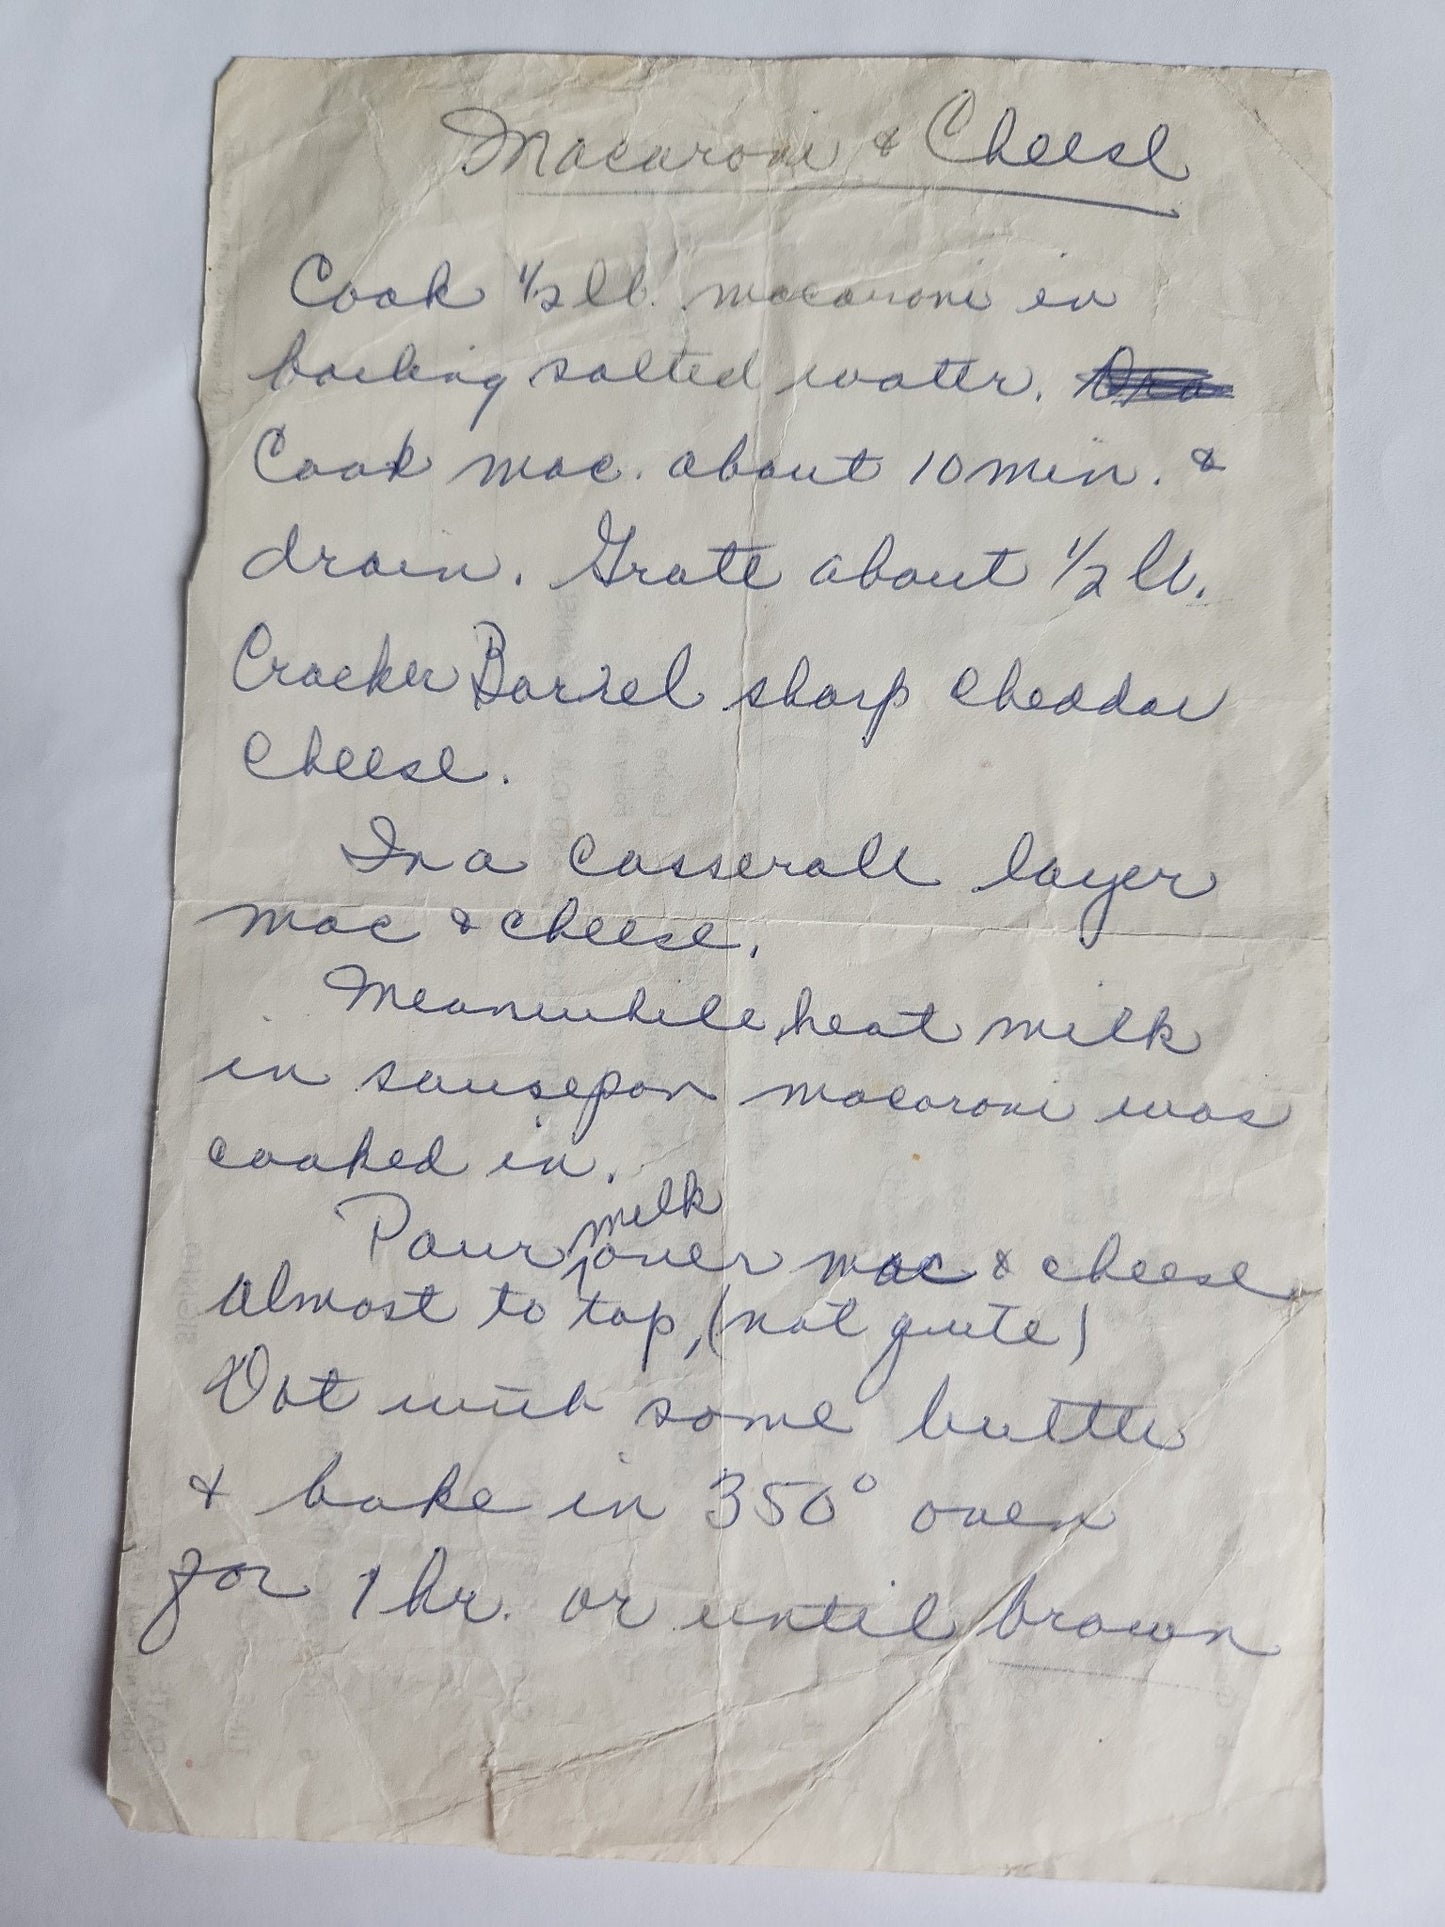 Macaroni & Cheese
Cook 1/2 lb. macaroni in
boiling salted water.
Cook mac. about 10 min. &
drain. Grate about 1/2 lb.
Cracker Barrel sharp cheddar
cheese.
In a casserole layer
mac & cheese.
Meanwhile, heat milk
in sausepan macaroni was
cooked in.
Pour milk over mac & cheese
almost to top, (not quite)
Dot with some butter
& bake in 350° oven
for 1 hr. or until brown